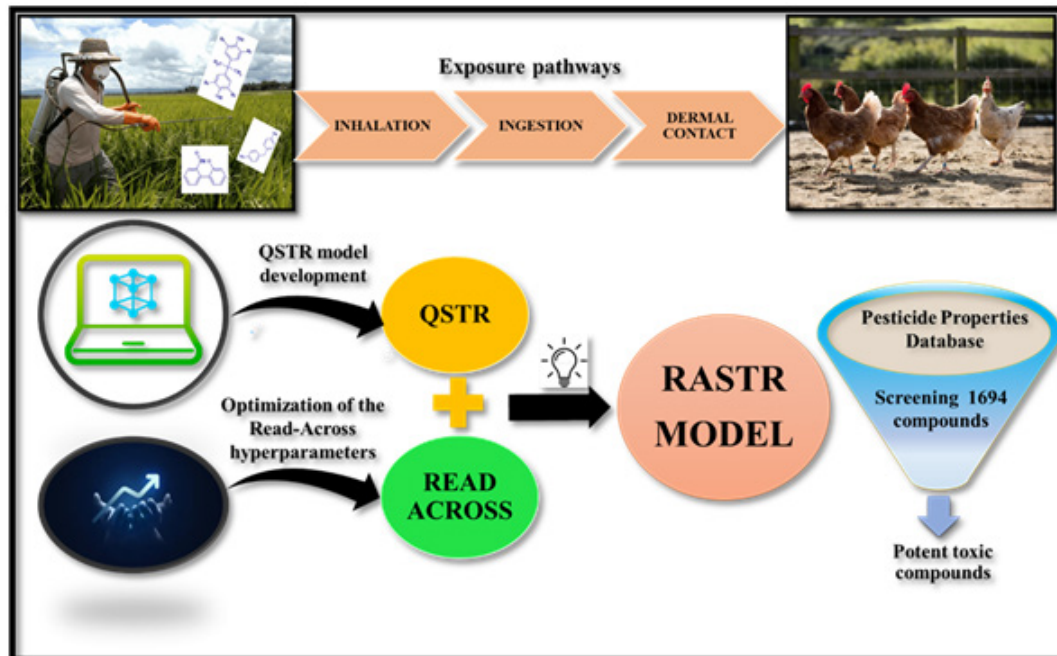 Exposure pathways
INHALATION
INGESTION
DERMAL
CONTACT
QSTR model
development
QSTR
Optimization of the
Read-Across
hyperparameters
READ
ACROSS
RASTR
MODEL
Pesticide Properties
Database
Screening 1694
compounds
Potent toxic
compounds